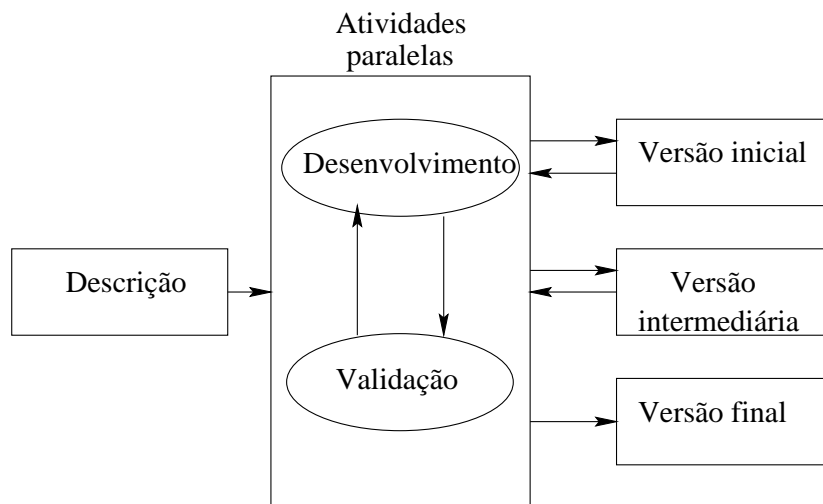 Atividades
paralelas
Desenvolvimento
Versão inicial
Descrição
Versão
intermediária
Validação
Versão final